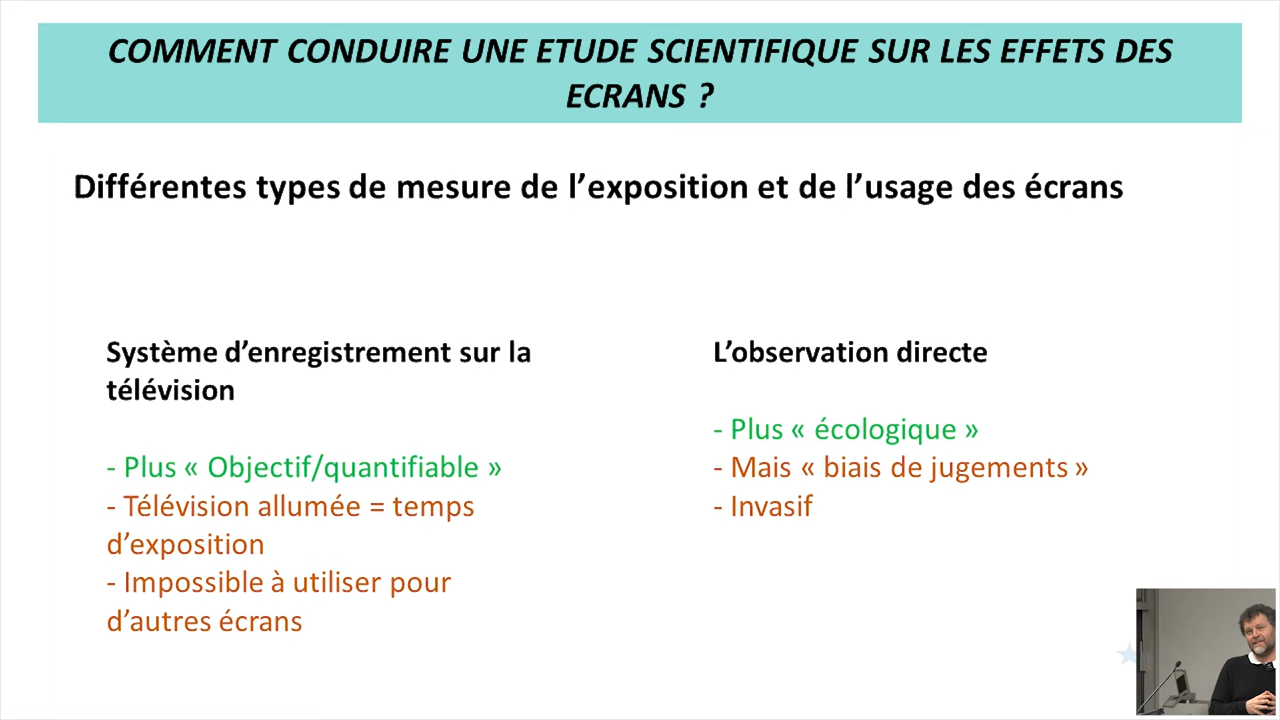 COMMENT CONDUIRE UNE ETUDE SCIENTIFIQUE SUR LES EFFETS DES
ECRANS ?
Différentes types de mesure de l’exposition et de l’usage des écrans
Système d’enregistrement sur la
télévision
- Plus « Objectif/quantifiable »
- Télévision allumée = temps
d’exposition
- Impossible à utiliser pour
d’autres écrans
L’observation directe
- Plus « écologique »
- Mais « biais de jugements »
- Invasif